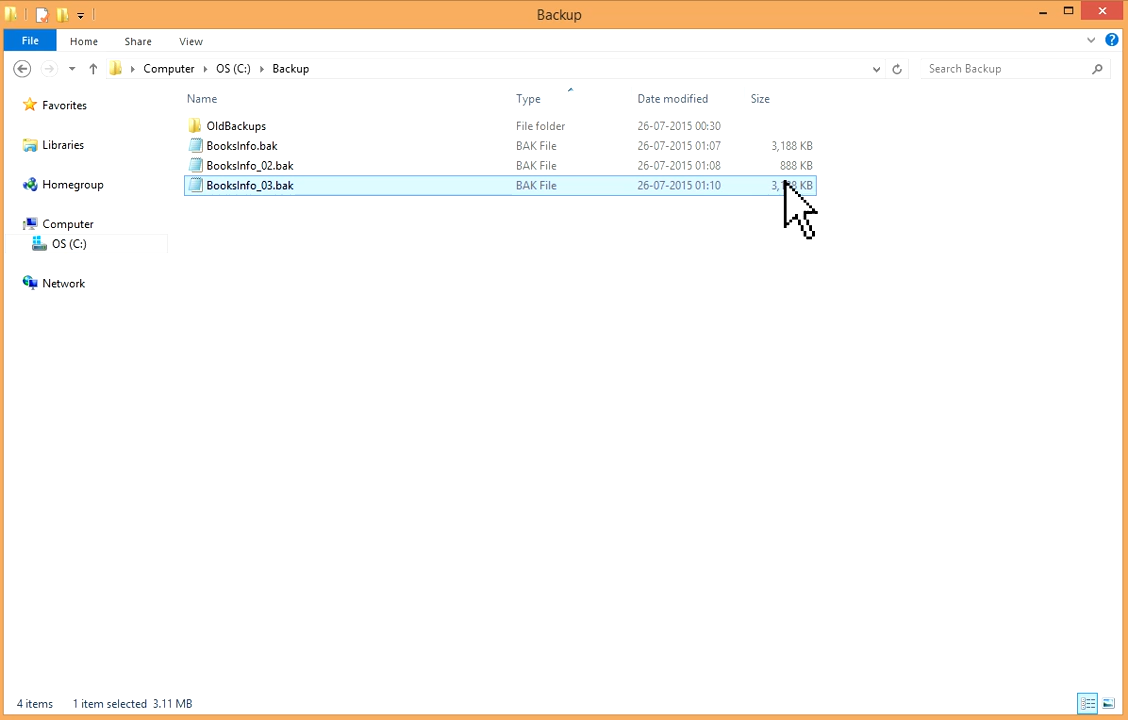 Backup
File Home Share View
Computer OS (C:) Backup Search Backup
Name Type Date modified Size
Favorites
Libraries
Homegroup
Computer
OS (C:)
Network
OldBackups File folder 26-07-2015 00:30
BooksInfo.bak BAK File 26-07-2015 01:07 3,188 KB
BooksInfo_02.bak BAK File 26-07-2015 01:08 888 KB
BooksInfo_03.bak BAK File 26-07-2015 01:10 KB
4 items 1 item selected 3.11 MB